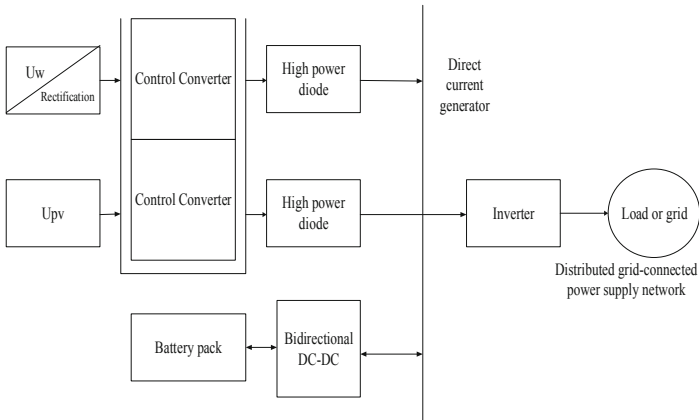 Uw
Rectification
Control Converter
High power
diode
Direct
current
generator
Upv
Control Converter
High power
diode
Inverter
Load or grid
Distributed grid-connected
power supply network
Battery pack
Bidirectional
DC-DC